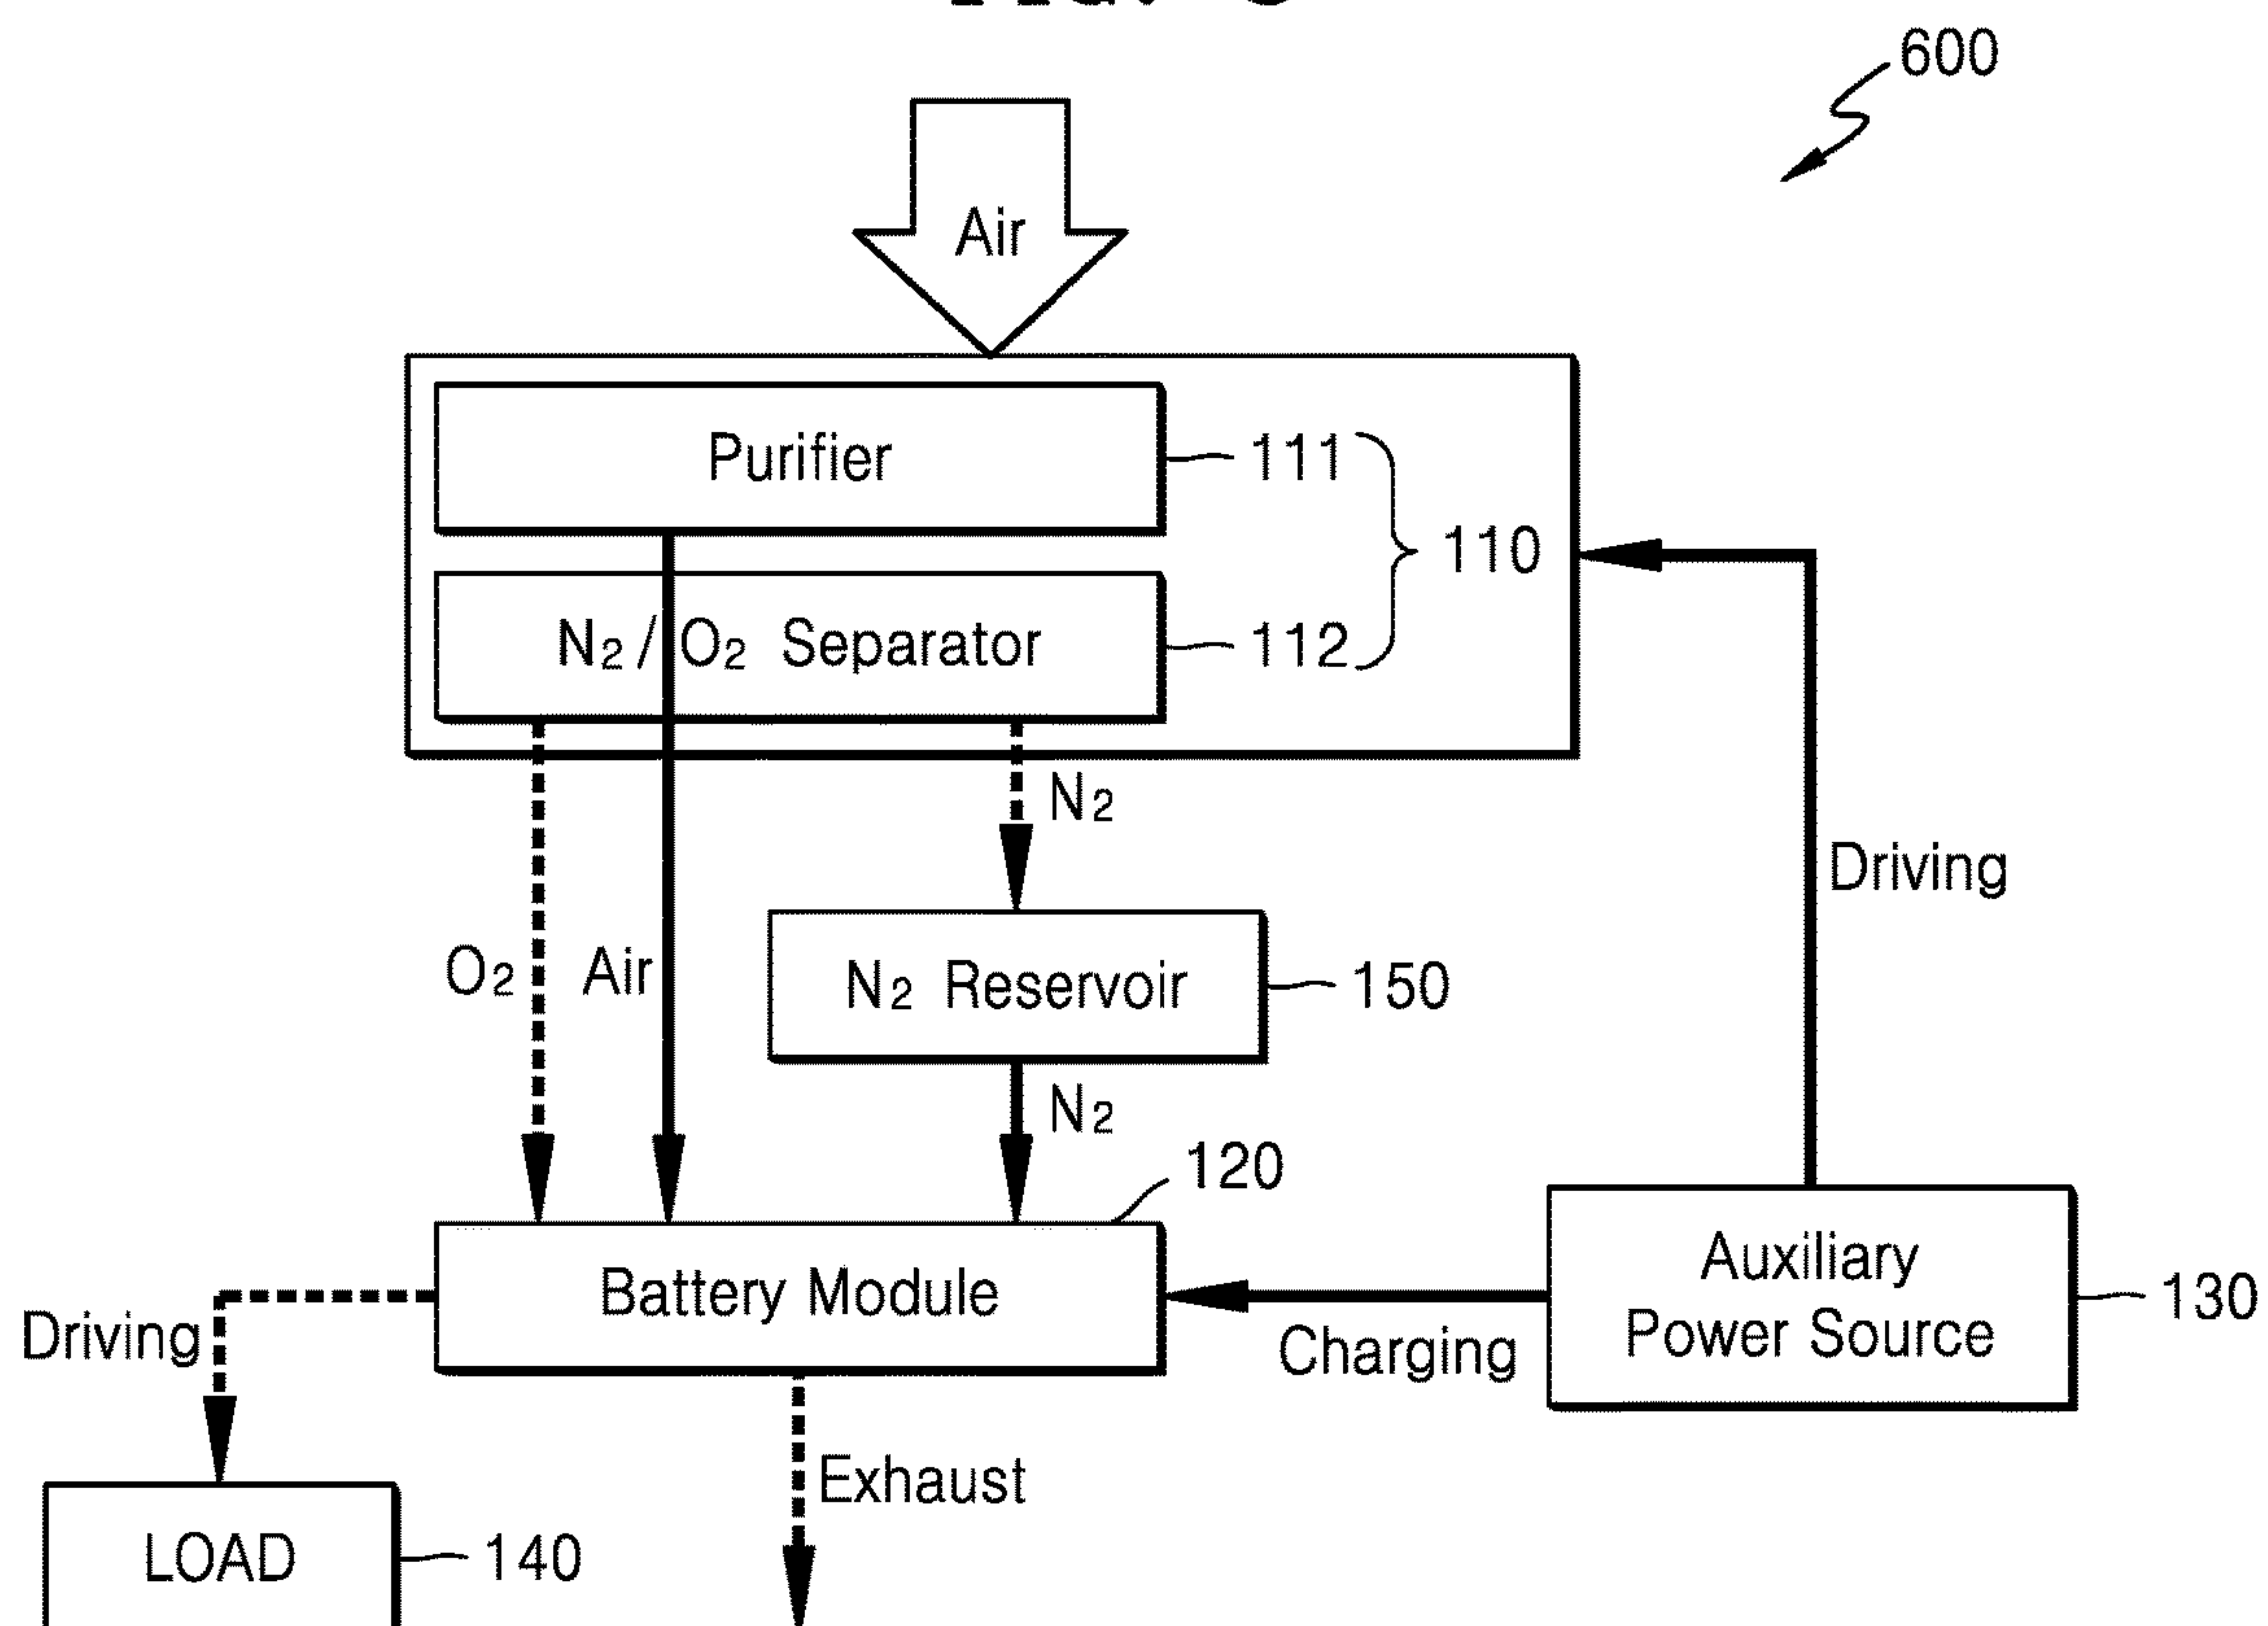 600
Air
Purifier
111
110
N₂ / O₂ Separator
112
N₂
Driving
O₂
Air
N₂ Reservoir
150
N₂
120
Battery Module
Auxiliary
Power Source
130
Driving
Charging
Exhaust
LOAD
140